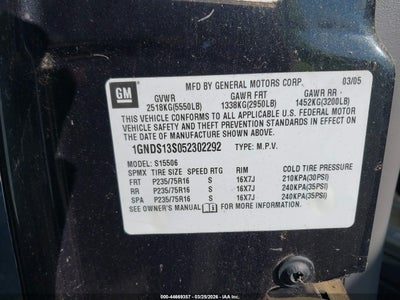 GM
MFD BY GENERAL MOTORS CORP.
03/05
GVWR GAWR FRT GAWR RR
2518KG(5550LB) 1338KG(2950LB) 1452KG(3200LB)
THIS VEHICLE CONFORMS TO ALL APPLICABLE U.S. FEDERAL MOTOR
VEHICLE SAFETY AND THEFT PREVENTION STANDARDS IN EFFECT ON THE
DATE OF MANUFACTURE SHOWN ABOVE.
1GNDS13S052302292 TYPE: M.P.V.
MODEL: S15506
SPMX TIRE SIZE SPEED RTG RIM COLD TIRE PRESSURE
FRT P235/75R16 S 16X7J 210KPA(30PSI)
RR P235/75R16 S 16X7J 240KPA(35PSI)
SPA P235/75R16 S 16X7J 240KPA(35PSI)
SEE OWNER'S MANUAL FOR MORE INFORMATION
000-44669357 - 03/25/2026 - IAAI.COM